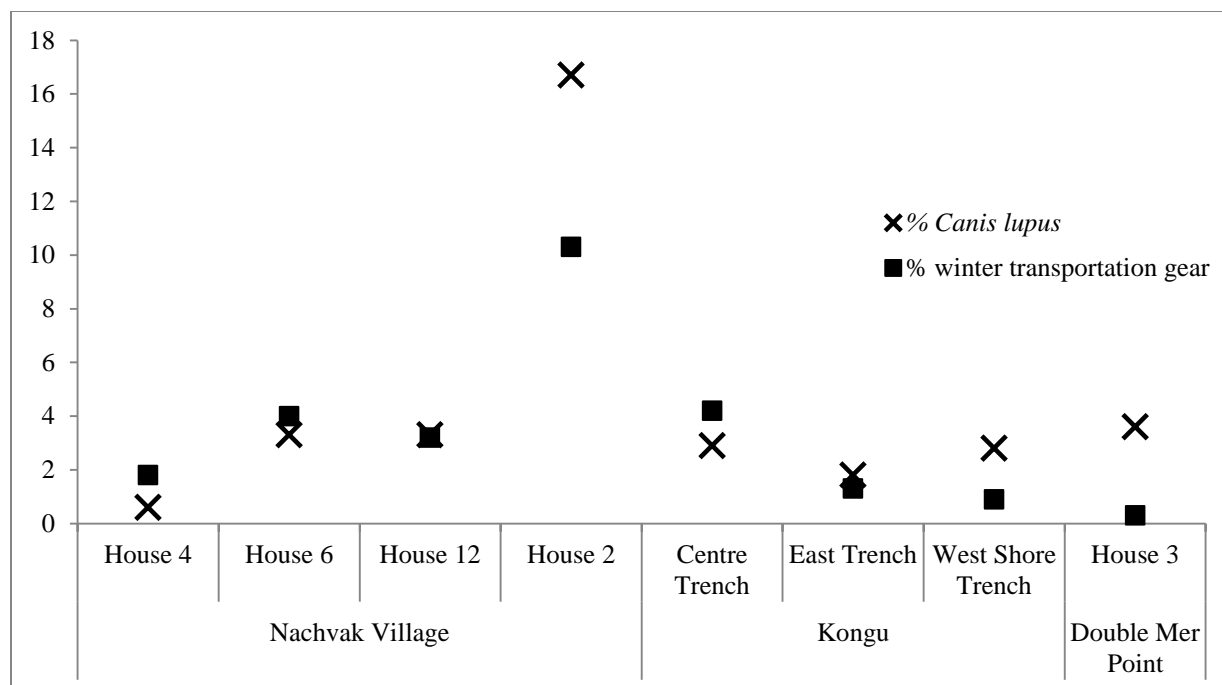 18
16
14
12
10
8
6
4
2
0
% Canis lupus
% winter transportation gear
House 4
House 6
House 12
House 2
Centre
Trench
East Trench
West Shore
Trench
House 3
Nachvak Village
Kongu
Double Mer
Point